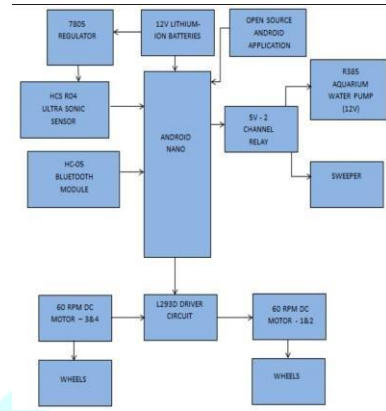 7805
REGULATOR
12V LITHIUM-
ION BATTERIES
OPEN SOURCE
ANDROID
APPLICATION
HCS R04
ULTRA SONIC
SENSOR
HC-05
BLUETOOTH
MODULE
ANDROID
NANO
5V - 2
CHANNEL
RELAY
R385
AQUARIUM
WATER PUMP
(12V)
SWEEPER
60 RPM DC
MOTOR – 3&4
L293D DRIVER
CIRCUIT
60 RPM DC
MOTOR - 1&2
WHEELS
WHEELS